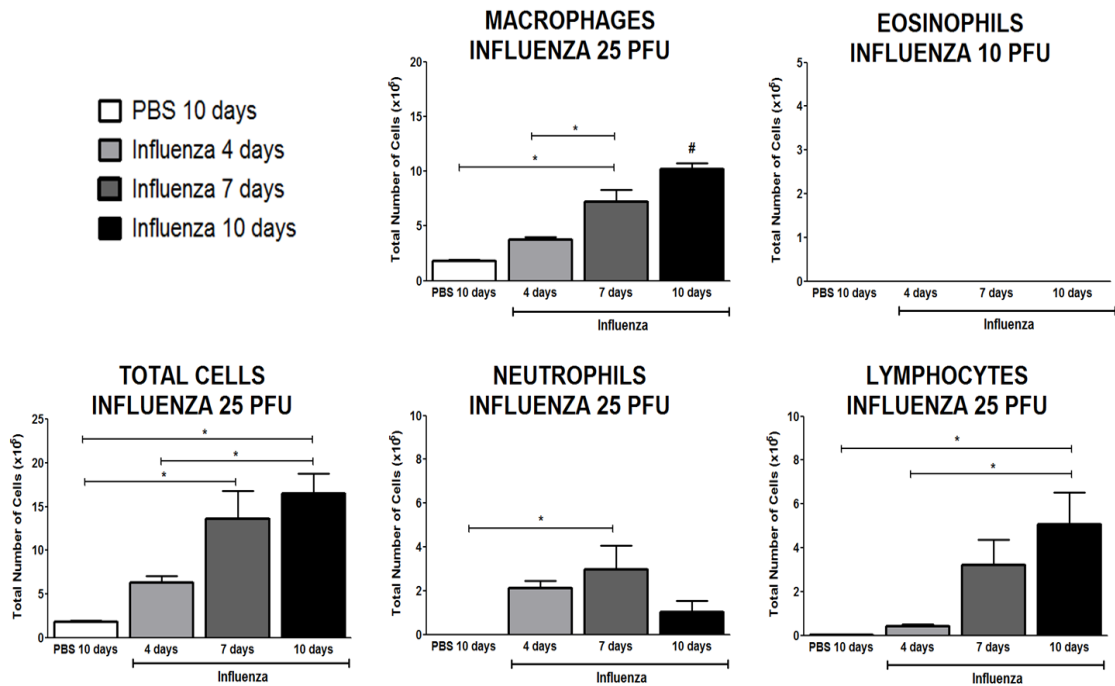 PBS 10 days
Influenza 4 days
Influenza 7 days
Influenza 10 days
MACROPHAGES
INFLUENZA 25 PFU
Total Number of Cells (x10⁵)
20
15
10
5
0
*
*
#
PBS 10 days 4 days 7 days 10 days
Influenza
EOSINOPHILS
INFLUENZA 10 PFU
Total Number of Cells (x10⁵)
5
4
3
2
1
0
PBS 10 days 4 days 7 days 10 days
Influenza
TOTAL CELLS
INFLUENZA 25 PFU
Total Number of Cells (x10⁵)
25
20
15
10
5
0
*
*
*
PBS 10 days 4 days 7 days 10 days
Influenza
NEUTROPHILS
INFLUENZA 25 PFU
Total Number of Cells (x10⁵)
10
8
6
4
2
0
*
PBS 10 days 4 days 7 days 10 days
Influenza
LYMPHOCYTES
INFLUENZA 25 PFU
Total Number of Cells (x10⁵)
10
8
6
4
2
0
*
*
PBS 10 days 4 days 7 days 10 days
Influenza